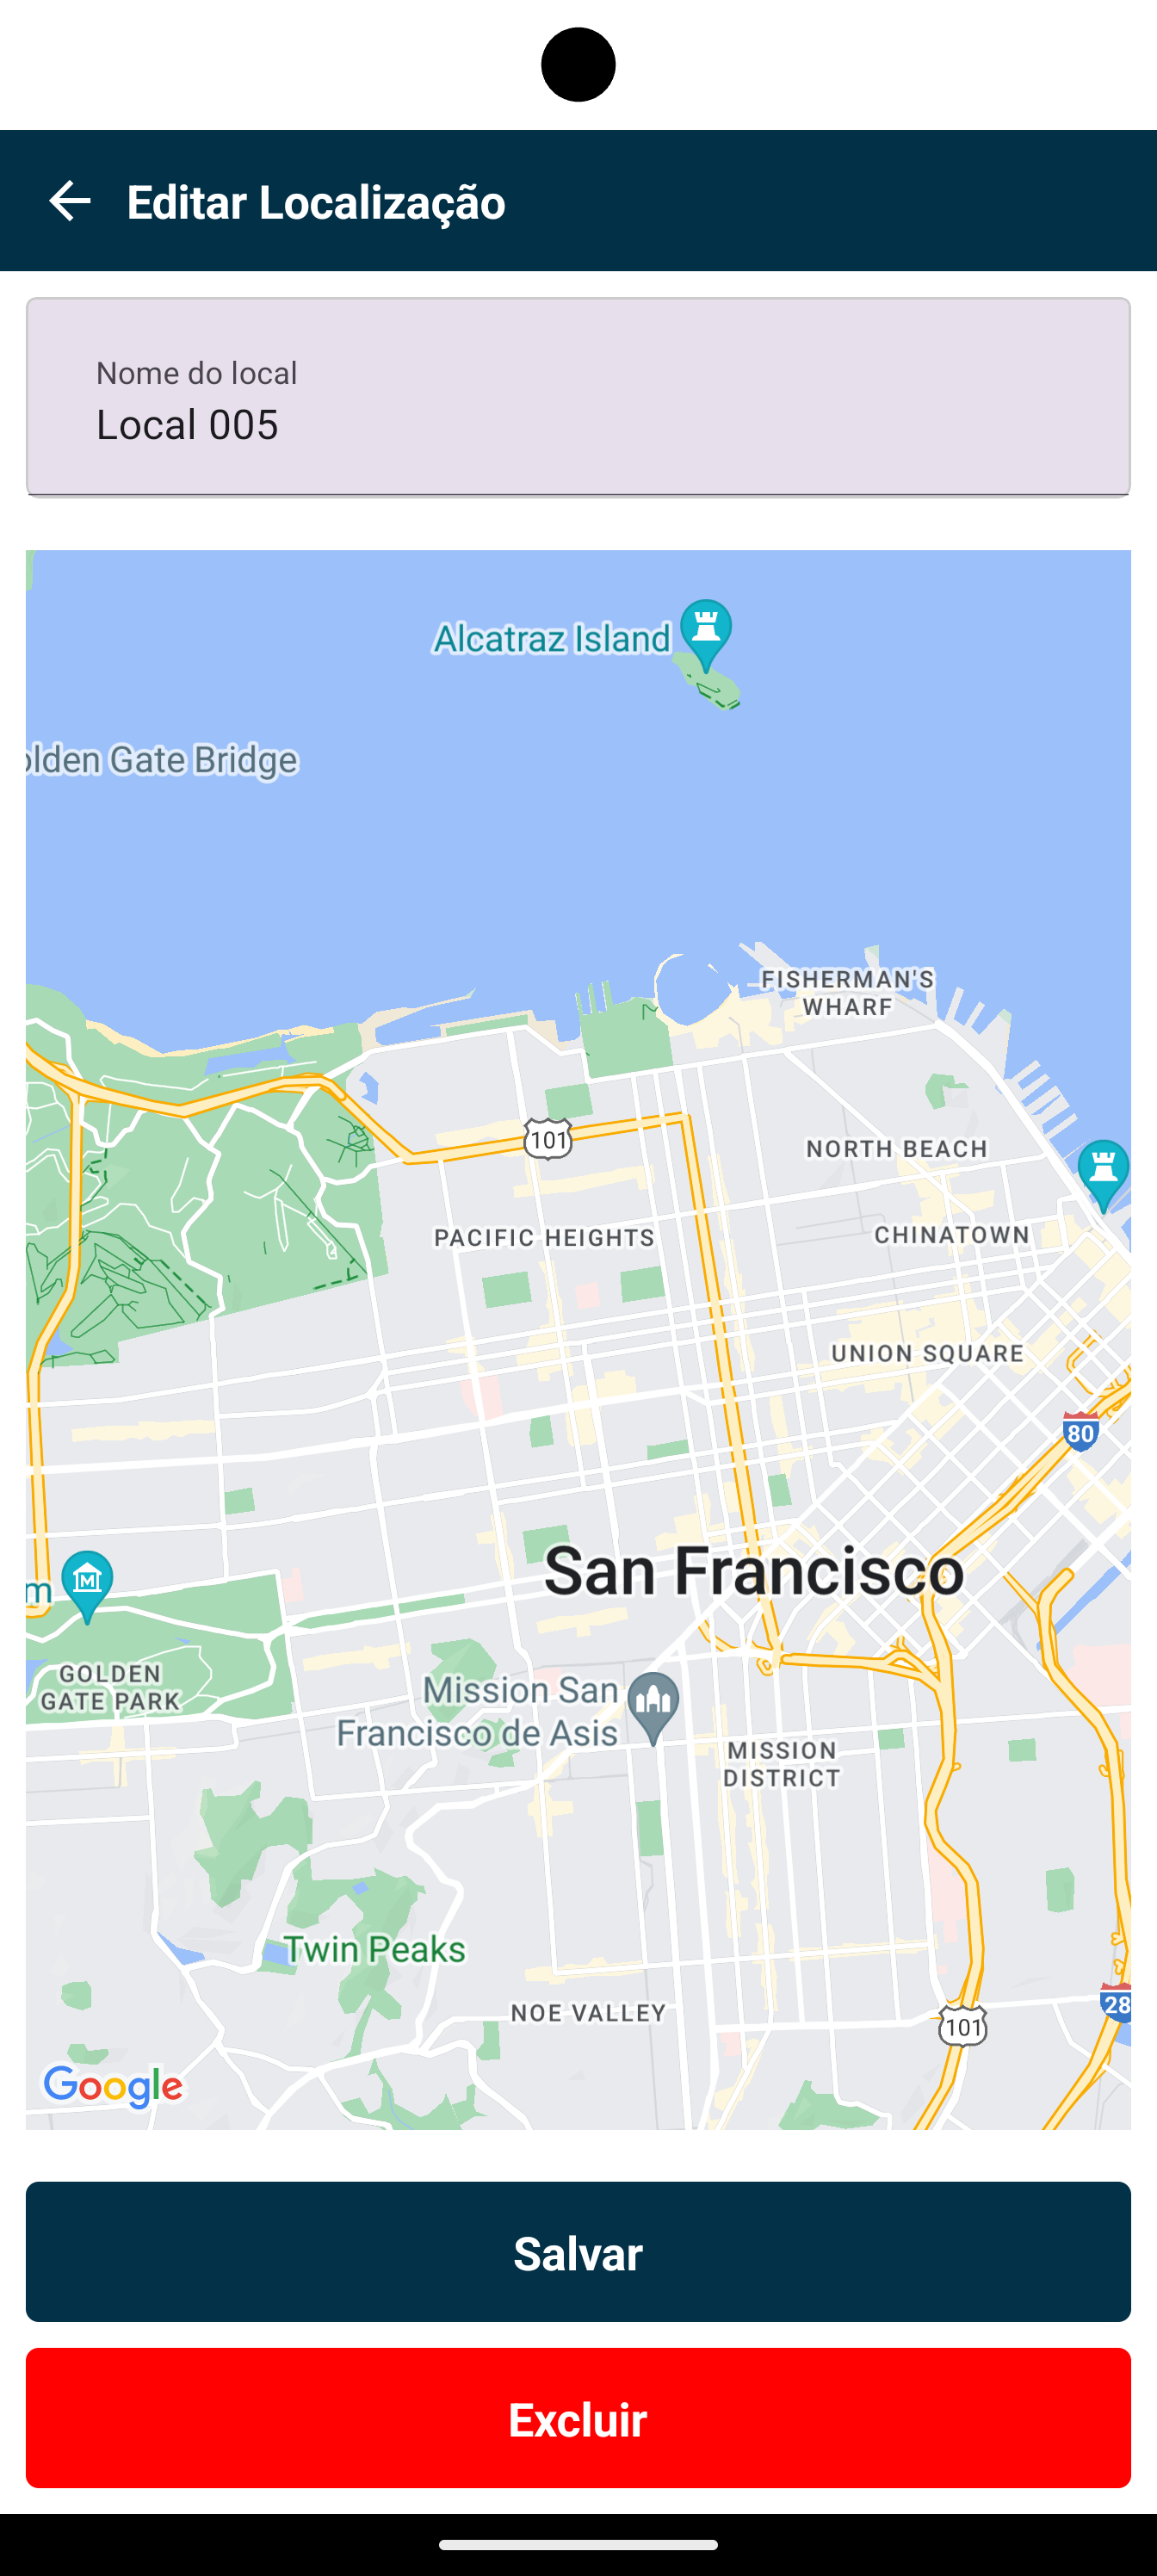 Editar Localização
Nome do local
Local 005
Alcatraz Island
lden Gate Bridge
FISHERMAN'S
WHARF
101
NORTH BEACH
PACIFIC HEIGHTS
CHINATOWN
UNION SQUARE
80
San Francisco
m
GOLDEN
GATE PARK
Mission San
Francisco de Asis
MISSION
DISTRICT
Twin Peaks
NOE VALLEY
28
101
Google
Salvar
Excluir